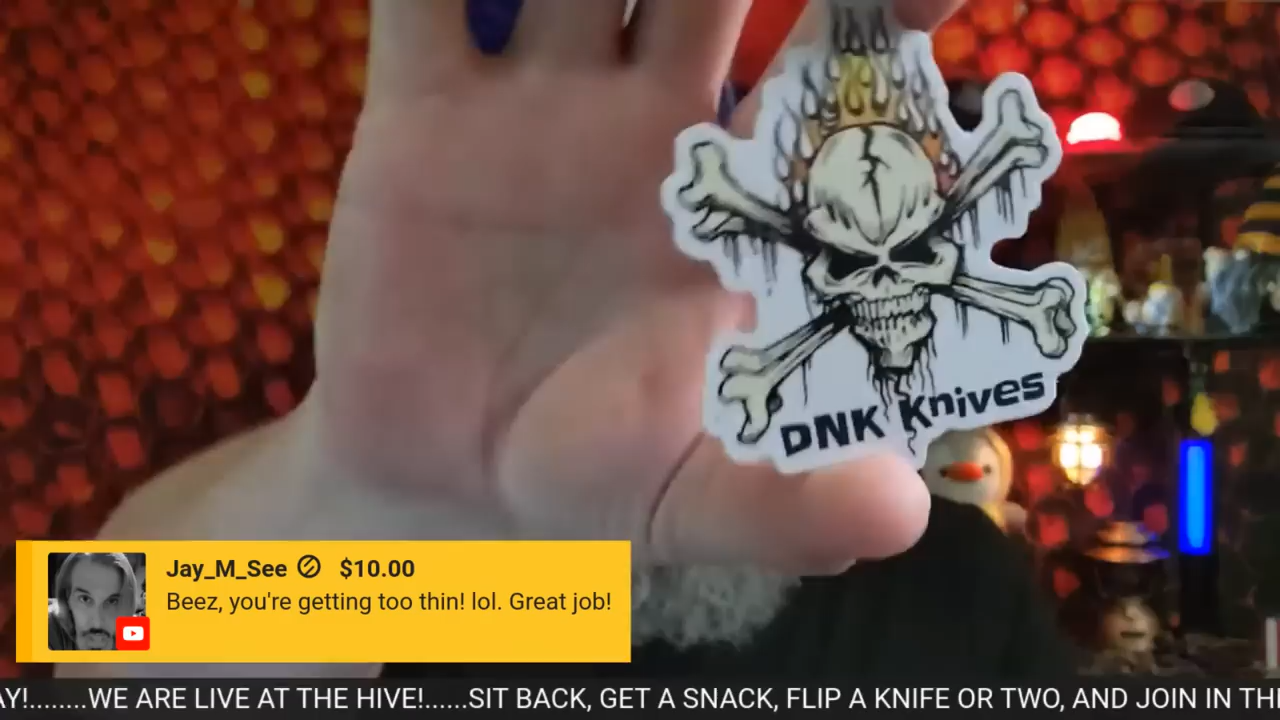 DNK Knives
Jay_M_See $10.00
Beez, you're getting too thin! lol. Great job!
AY!........WE ARE LIVE AT THE HIVE!......SIT BACK, GET A SNACK, FLIP A KNIFE OR TWO, AND JOIN IN TH